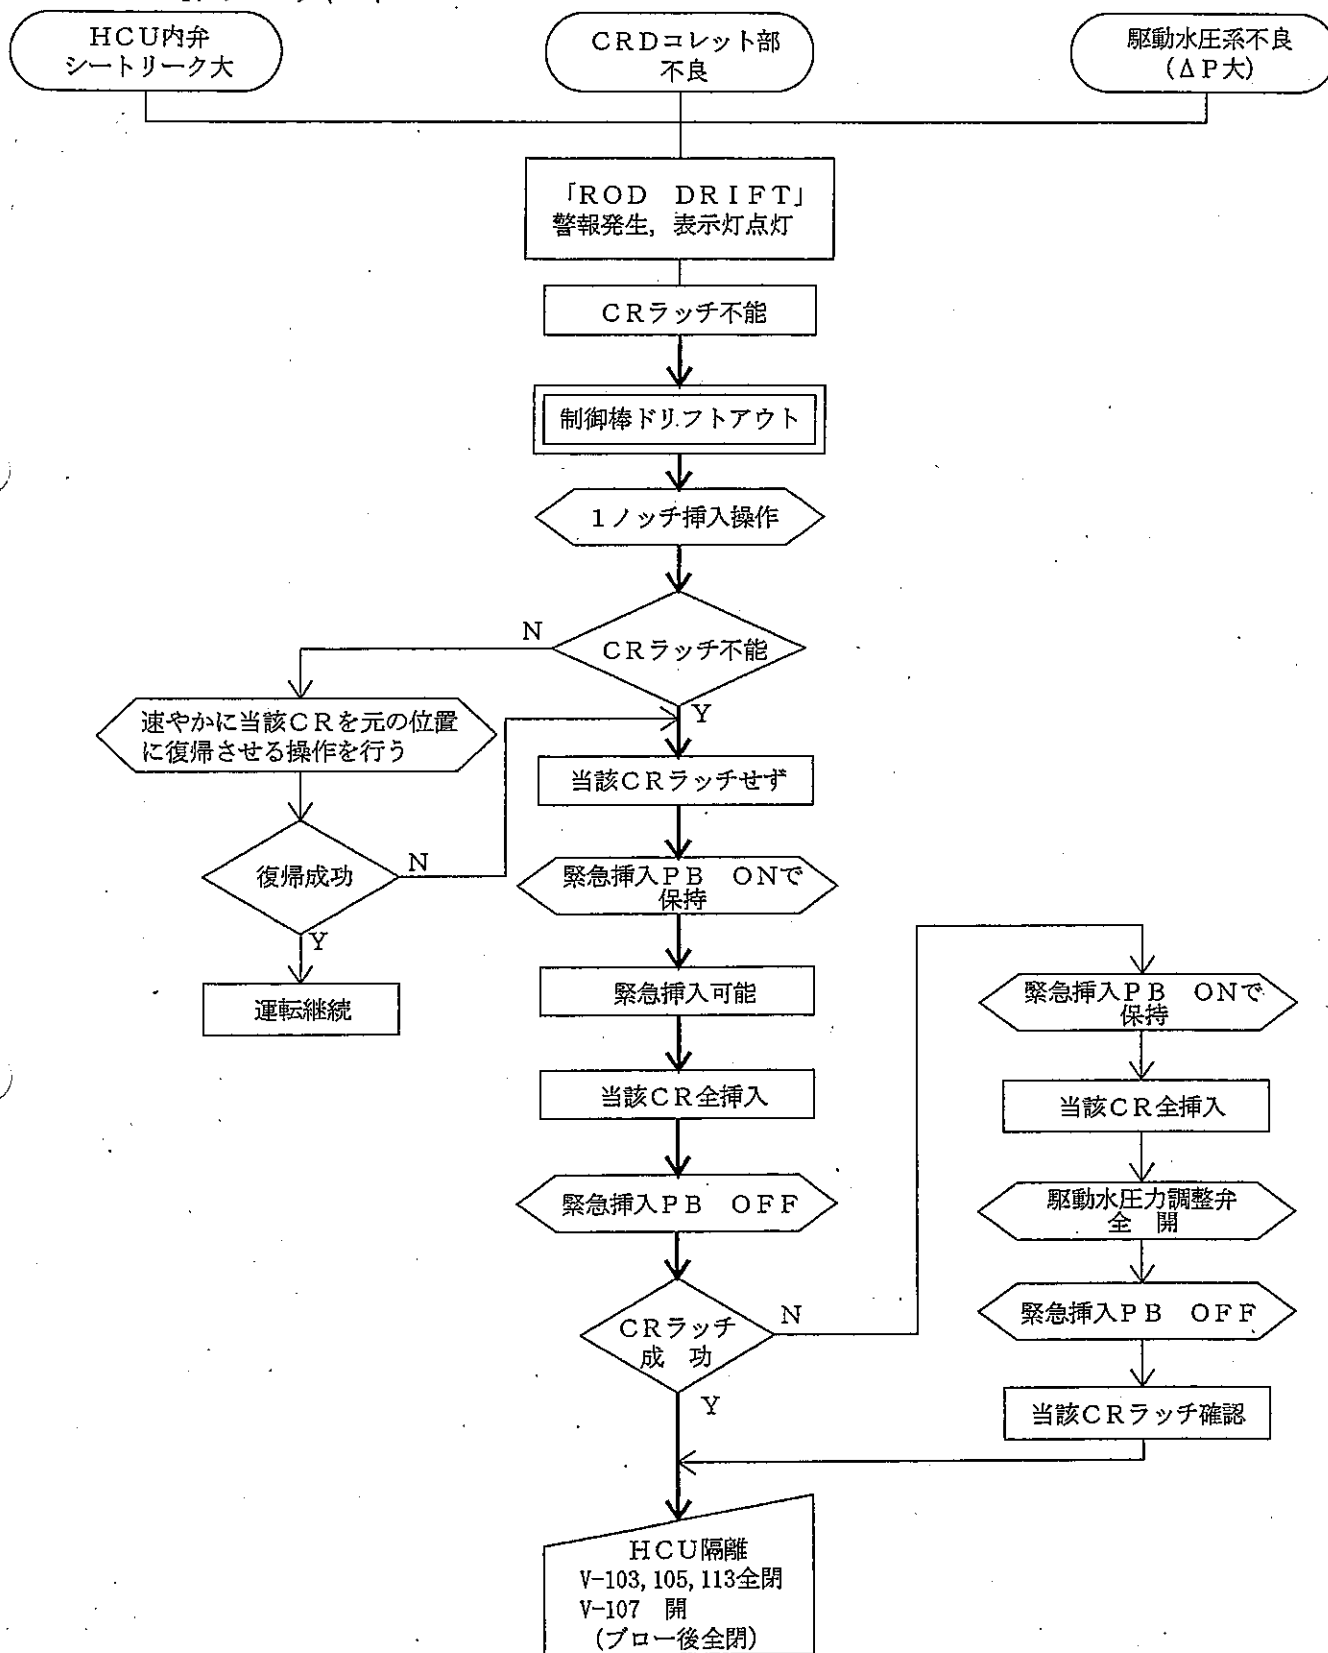 HCU内弁
シートリーク大
CRDコレット部
不良
駆動水圧系不良
(ΔP大)
「ROD DRIFT」
警報発生，表示灯点灯
CRラッチ不能
制御棒ドリフトアウト
1ノッチ挿入操作
CRラッチ不能
N
Y
速やかに当該CRを元の位置
に復帰させる操作を行う
復帰成功
N
Y
運転継続
当該CRラッチせず
緊急挿入PB ONで
保持
緊急挿入可能
当該CR全挿入
緊急挿入PB OFF
CRラッチ
成 功
N
Y
緊急挿入PB ONで
保持
当該CR全挿入
駆動水圧力調整弁
全 開
緊急挿入PB OFF
当該CRラッチ確認
HCU隔離
V-103, 105, 113全閉
V-107 開
(ブロー後全閉)